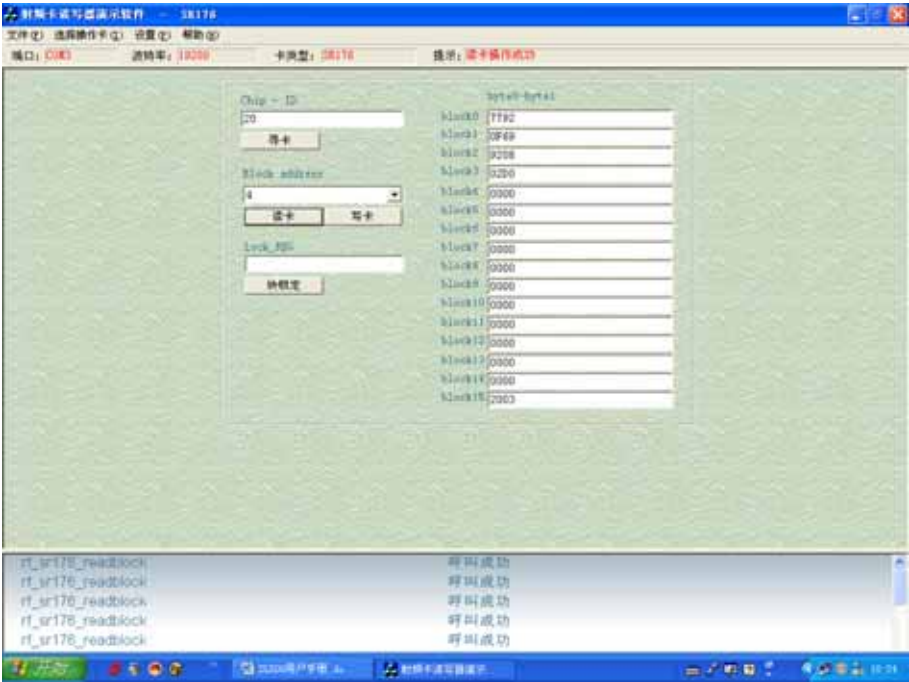 射频卡读写器演示软件 - SR176
文件(F) 选择操作卡(Q) 设置(Y) 帮助(X)
端口: COM3 波特率: 19200 卡类型: SR176 提示: 读卡操作成功
Chip - ID
20
寻卡
Block address
4
读卡 写卡
Lock_REG
块锁定
byte0-byte1
block0 7792
block1 0F69
block2 9206
block3 02D0
block4 0000
block5 0000
block6 0000
block7 0000
block8 0000
block9 0000
block10 0000
block11 0000
block12 0000
block13 0000
block14 0000
block15 2003
rf_sr176_readblock 呼叫成功
rf_sr176_readblock 呼叫成功
rf_sr176_readblock 呼叫成功
rf_sr176_readblock 呼叫成功
rf_sr176_readblock 呼叫成功
开始 射频卡读写器演示...